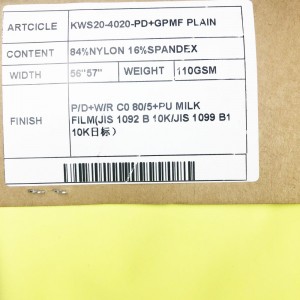 ARTCICLE KWS20-4020-PD+GPMF PLAIN
CONTENT 84%NYLON 16%SPANDEX
WIDTH 56"57" WEIGHT 110GSM
FINISH P/D+W/R C0 80/5+PU MILK
FILM(JIS 1092 B 10K/JIS 1099 B1
10K日标）